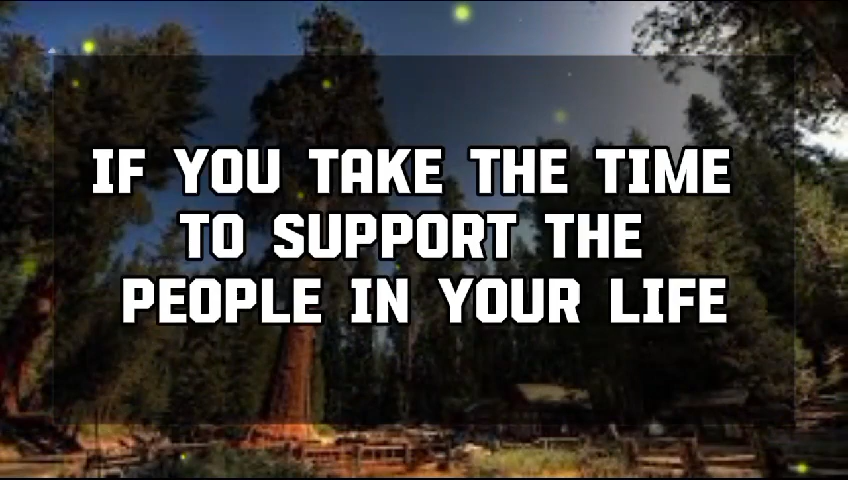 IF YOU TAKE THE TIME
TO SUPPORT THE
PEOPLE IN YOUR LIFE